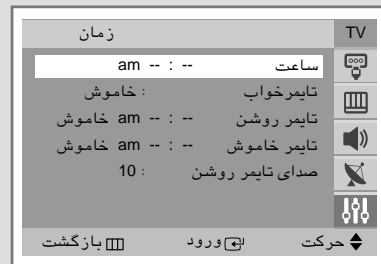 TV زمان
ساعت am -- : --
تایمرخواب : خاموش
تایمر روشن am -- : -- خاموش
تایمر خاموش am -- : -- خاموش
صدای تایمر روشن : 10
حرکت ورود بازگشت